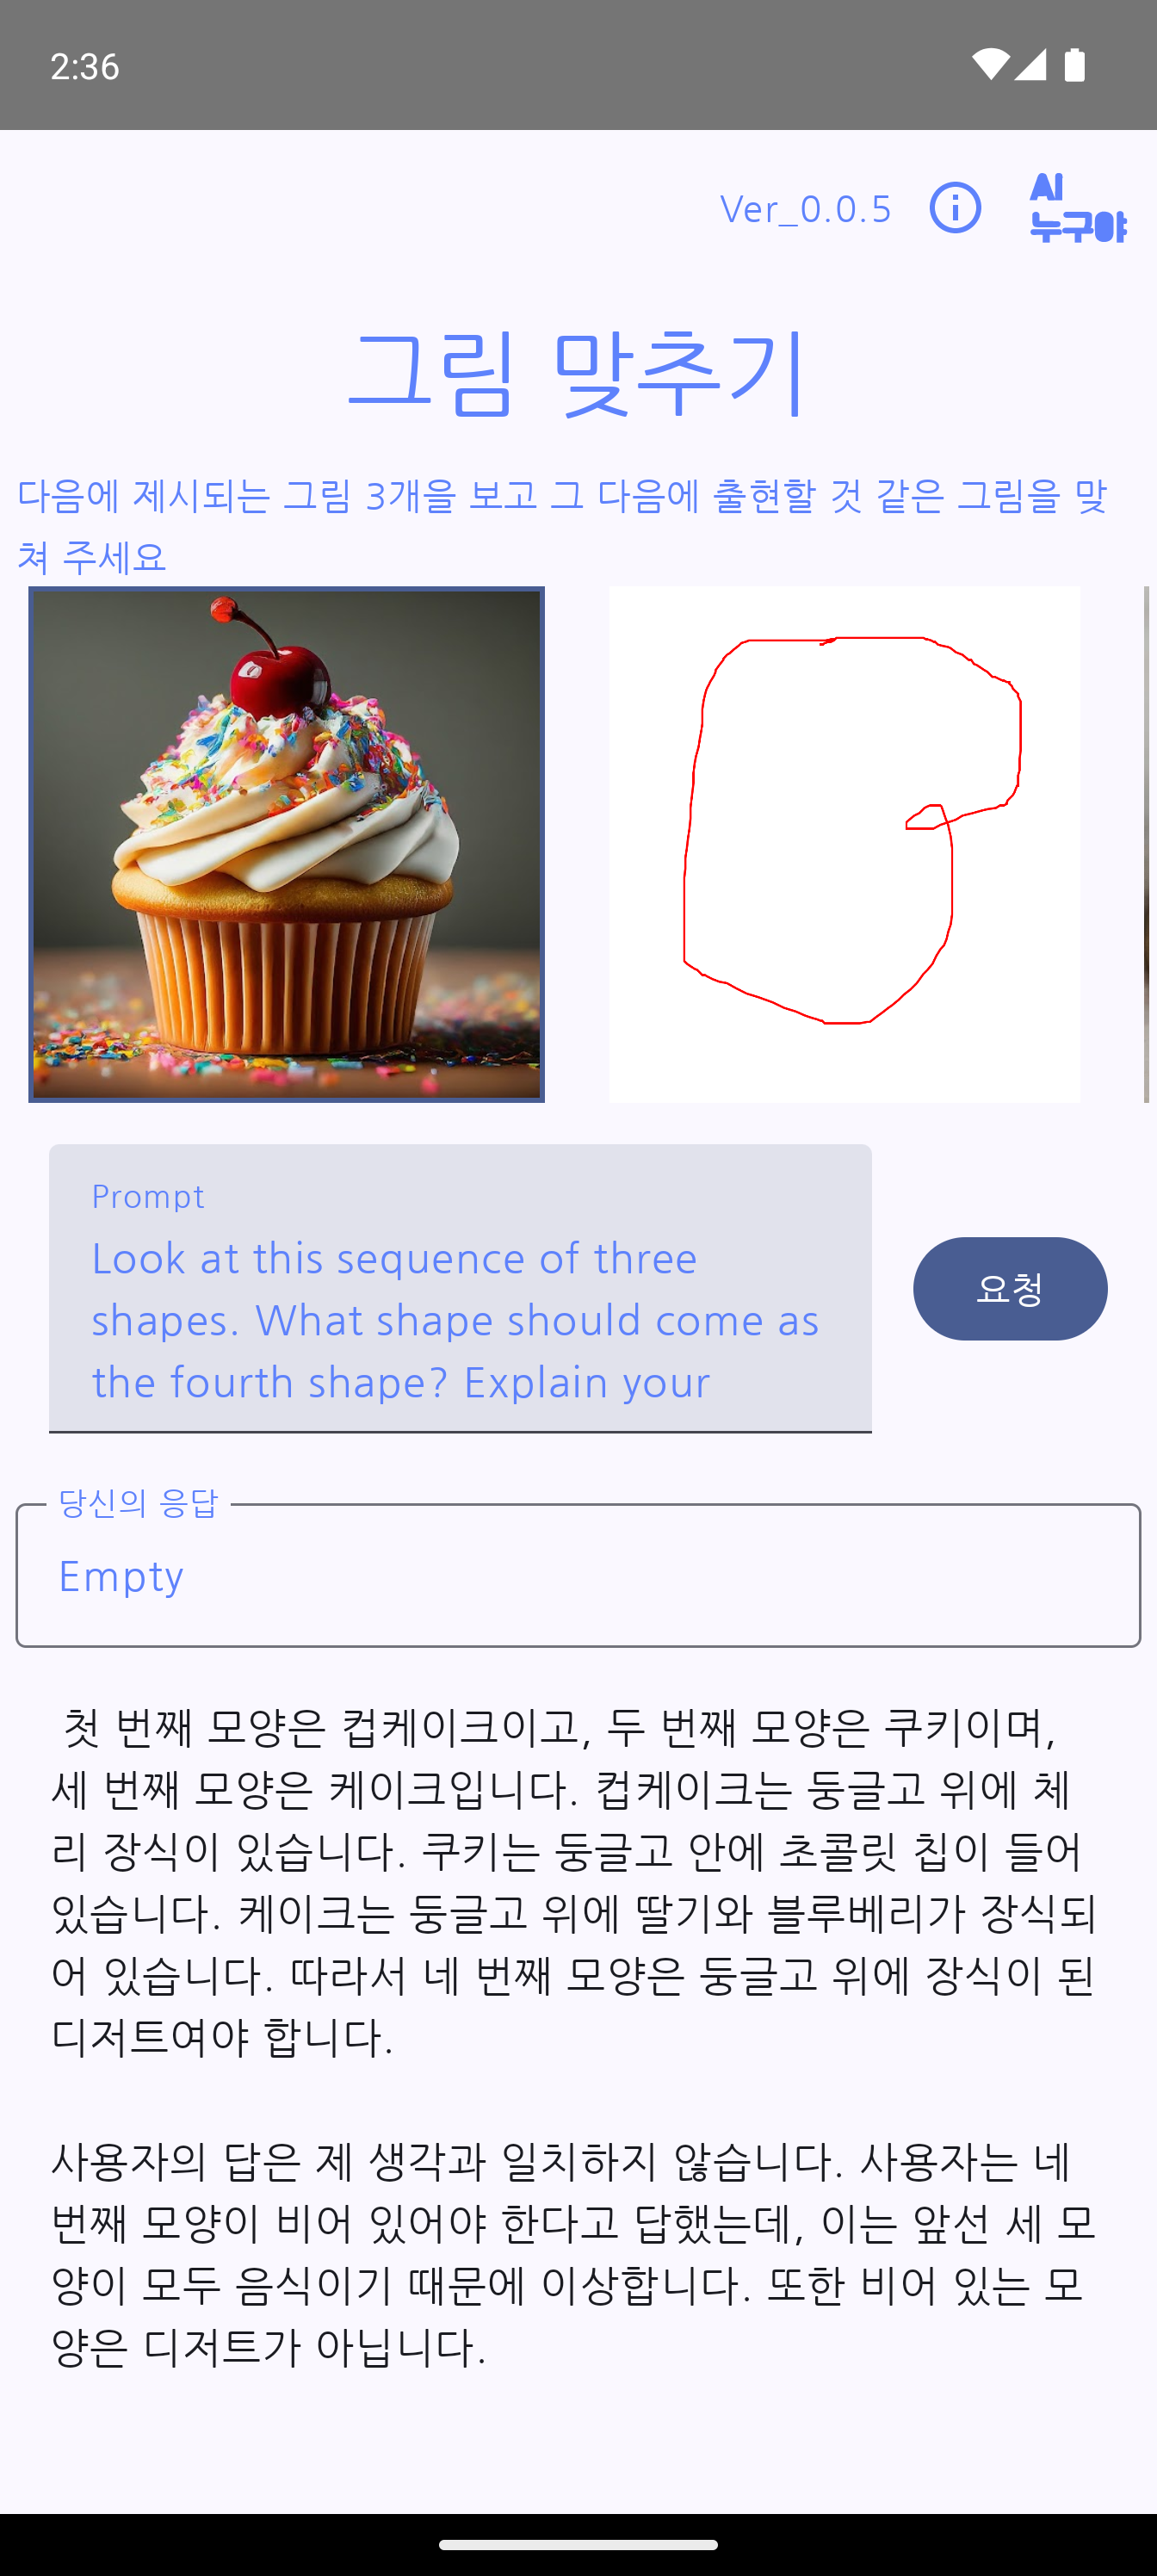 2:36
Ver_0.0.5
AI
누구야
그림 맞추기
다음에 제시되는 그림 3개을 보고 그 다음에 출현할 것 같은 그림을 맞
쳐 주세요
Prompt
Look at this sequence of three
shapes. What shape should come as
the fourth shape? Explain your
요청
당신의 응답
Empty
첫 번째 모양은 컵케이크이고, 두 번째 모양은 쿠키이며,
세 번째 모양은 케이크입니다. 컵케이크는 둥글고 위에 체
리 장식이 있습니다. 쿠키는 둥글고 안에 초콜릿 칩이 들어
있습니다. 케이크는 둥글고 위에 딸기와 블루베리가 장식되
어 있습니다. 따라서 네 번째 모양은 둥글고 위에 장식이 된
디저트여야 합니다.
사용자의 답은 제 생각과 일치하지 않습니다. 사용자는 네
번째 모양이 비어 있어야 한다고 답했는데, 이는 앞선 세 모
양이 모두 음식이기 때문에 이상합니다. 또한 비어 있는 모
양은 디저트가 아닙니다.